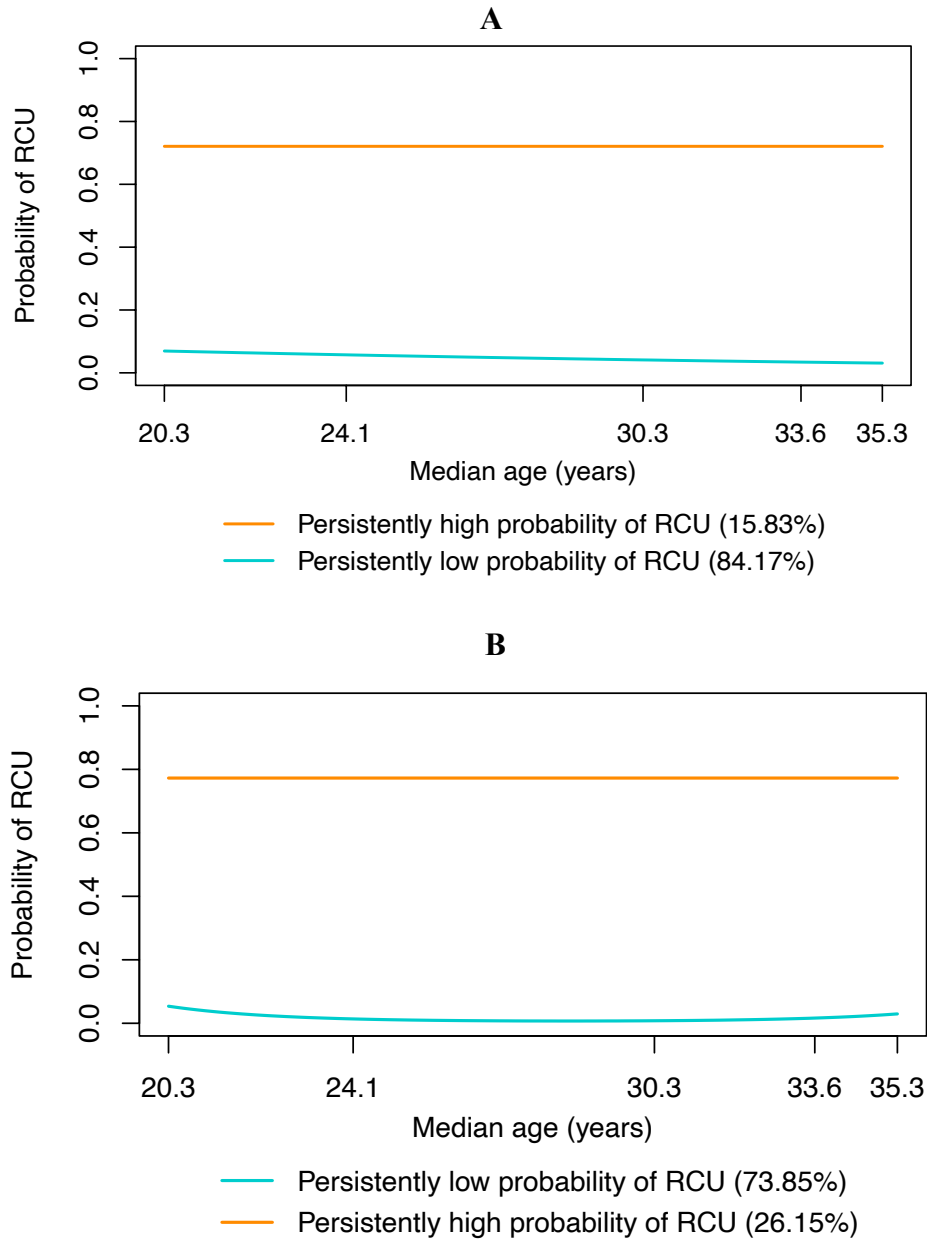 A
Probability of RCU
1.0
0.8
0.6
0.4
0.2
0.0
20.3 24.1 30.3 33.6 35.3
Median age (years)
Persistently high probability of RCU (15.83%)
Persistently low probability of RCU (84.17%)
B
Probability of RCU
1.0
0.8
0.6
0.4
0.2
0.0
20.3 24.1 30.3 33.6 35.3
Median age (years)
Persistently low probability of RCU (73.85%)
Persistently high probability of RCU (26.15%)